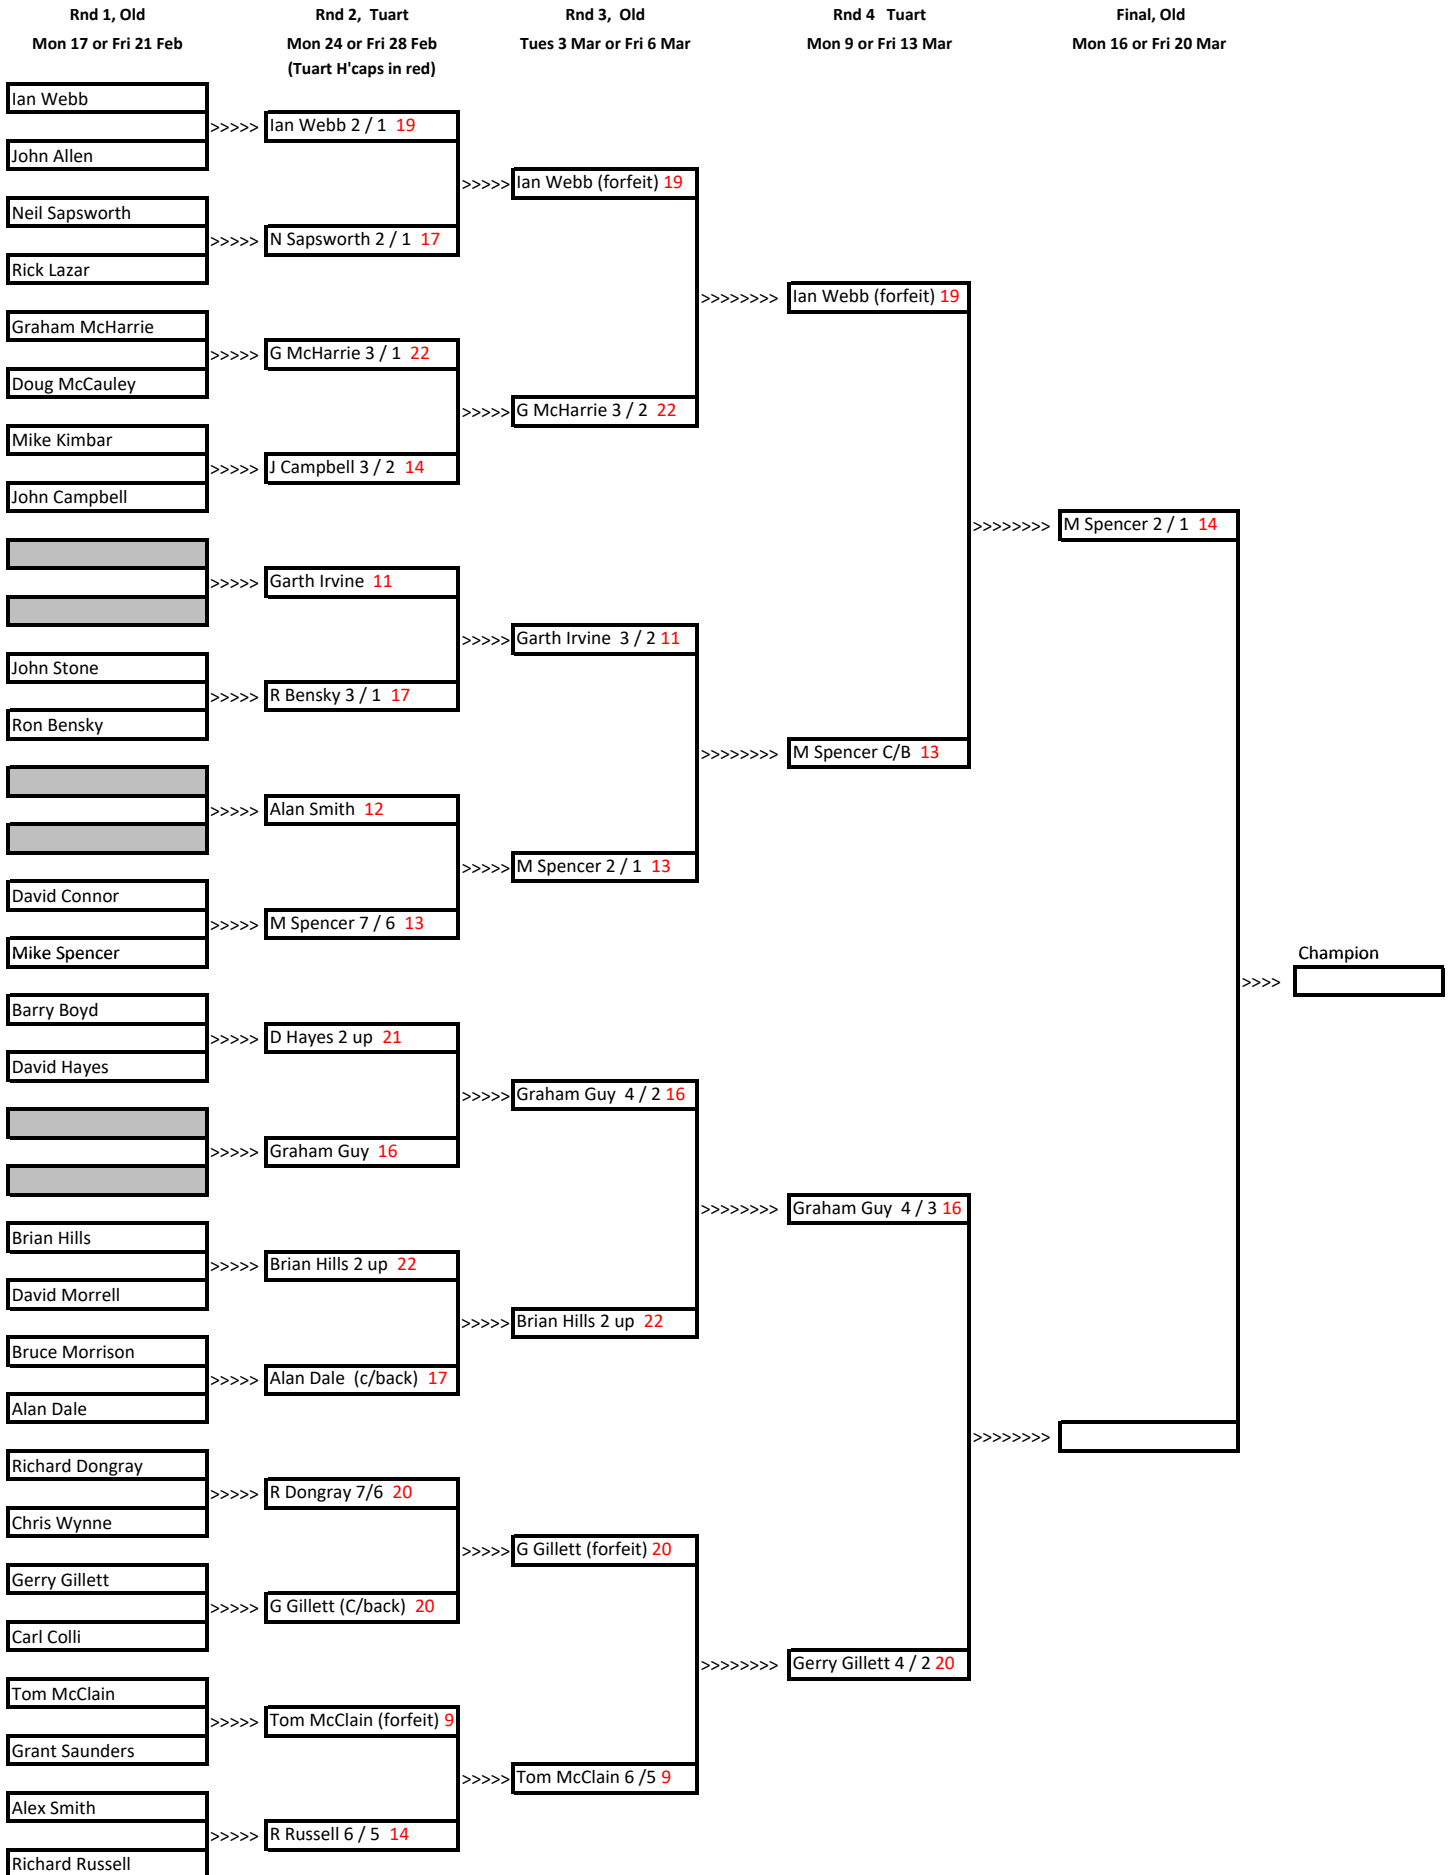 Rnd 1, Old
Mon 17 or Fri 21 Feb
Rnd 2, Tuart
Mon 24 or Fri 28 Feb
(Tuart H'caps in red)
Rnd 3, Old
Tues 3 Mar or Fri 6 Mar
Rnd 4 Tuart
Mon 9 or Fri 13 Mar
Final, Old
Mon 16 or Fri 20 Mar
Ian Webb
>>>>> Ian Webb 2 / 1 19
John Allen
>>>>> Ian Webb (forfeit) 19
Neil Sapsworth
>>>>> N Sapsworth 2 / 1 17
Rick Lazar
>>>>>>>> Ian Webb (forfeit) 19
Graham McHarrie
>>>>> G McHarrie 3 / 1 22
Doug McCauley
>>>>> G McHarrie 3 / 2 22
Mike Kimbar
>>>>> J Campbell 3 / 2 14
John Campbell
>>>>>>>> M Spencer 2 / 1 14
>>>>> Garth Irvine 11
>>>>> Garth Irvine 3 / 2 11
John Stone
>>>>> R Bensky 3 / 1 17
Ron Bensky
>>>>>>>> M Spencer C/B 13
>>>>> Alan Smith 12
>>>>> M Spencer 2 / 1 13
David Connor
>>>>> M Spencer 7 / 6 13
Mike Spencer
Champion
>>>>
Barry Boyd
>>>>> D Hayes 2 up 21
David Hayes
>>>>> Graham Guy 4 / 2 16
>>>>> Graham Guy 16
>>>>>>>> Graham Guy 4 / 3 16
Brian Hills
>>>>> Brian Hills 2 up 22
David Morrell
>>>>> Brian Hills 2 up 22
Bruce Morrison
>>>>> Alan Dale (c/back) 17
Alan Dale
>>>>>>>>
Richard Dongray
>>>>> R Dongray 7/6 20
Chris Wynne
>>>>> G Gillett (forfeit) 20
Gerry Gillett
>>>>> G Gillett (C/back) 20
Carl Colli
>>>>>>>> Gerry Gillett 4 / 2 20
Tom McClain
>>>>> Tom McClain (forfeit) 9
Grant Saunders
>>>>> Tom McClain 6 /5 9
Alex Smith
>>>>> R Russell 6 / 5 14
Richard Russell